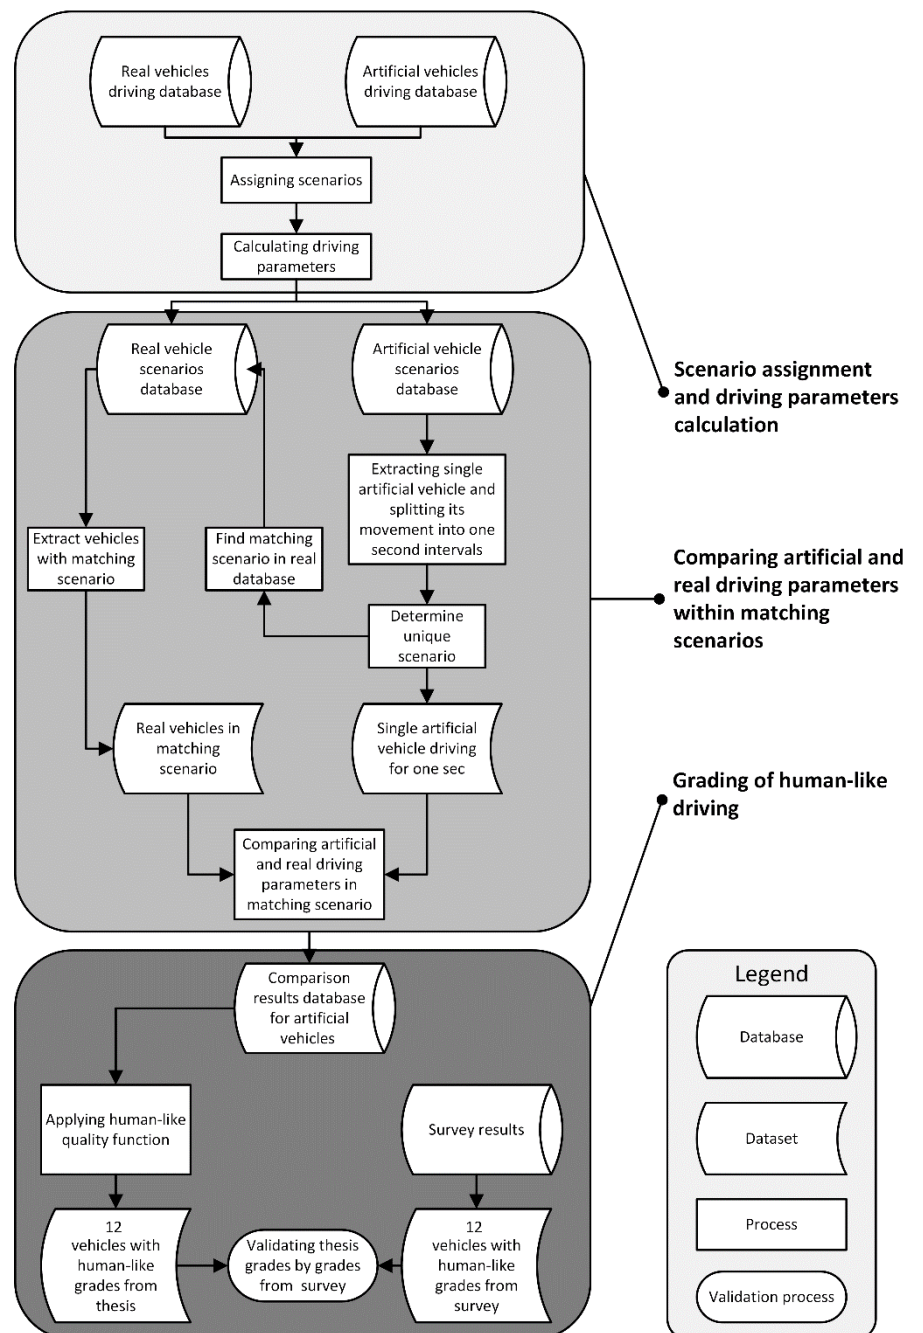 Real vehicles
driving database
Artificial vehicles
driving database
Assigning scenarios
Calculating driving
parameters
Real vehicle
scenarios
database
Artificial vehicle
scenarios
database
Scenario assignment
and driving parameters
calculation
Extracting single
artificial vehicle and
splitting its
movement into one
second intervals
Extract vehicles
with matching
scenario
Find matching
scenario in real
database
Comparing artificial and
real driving parameters
within matching
scenarios
Determine
unique
scenario
Real vehicles in
matching
scenario
Single artificial
vehicle driving
for one sec
Grading of human-like
driving
Comparing artificial
and real driving
parameters in
matching scenario
Comparison
results database
for artificial
vehicles
Applying human-like
quality function
Survey results
12
vehicles with
human-like
grades from
thesis
Validating thesis
grades by grades
from survey
12
vehicles with
human-like
grades from
survey
Legend
Database
Dataset
Process
Validation process